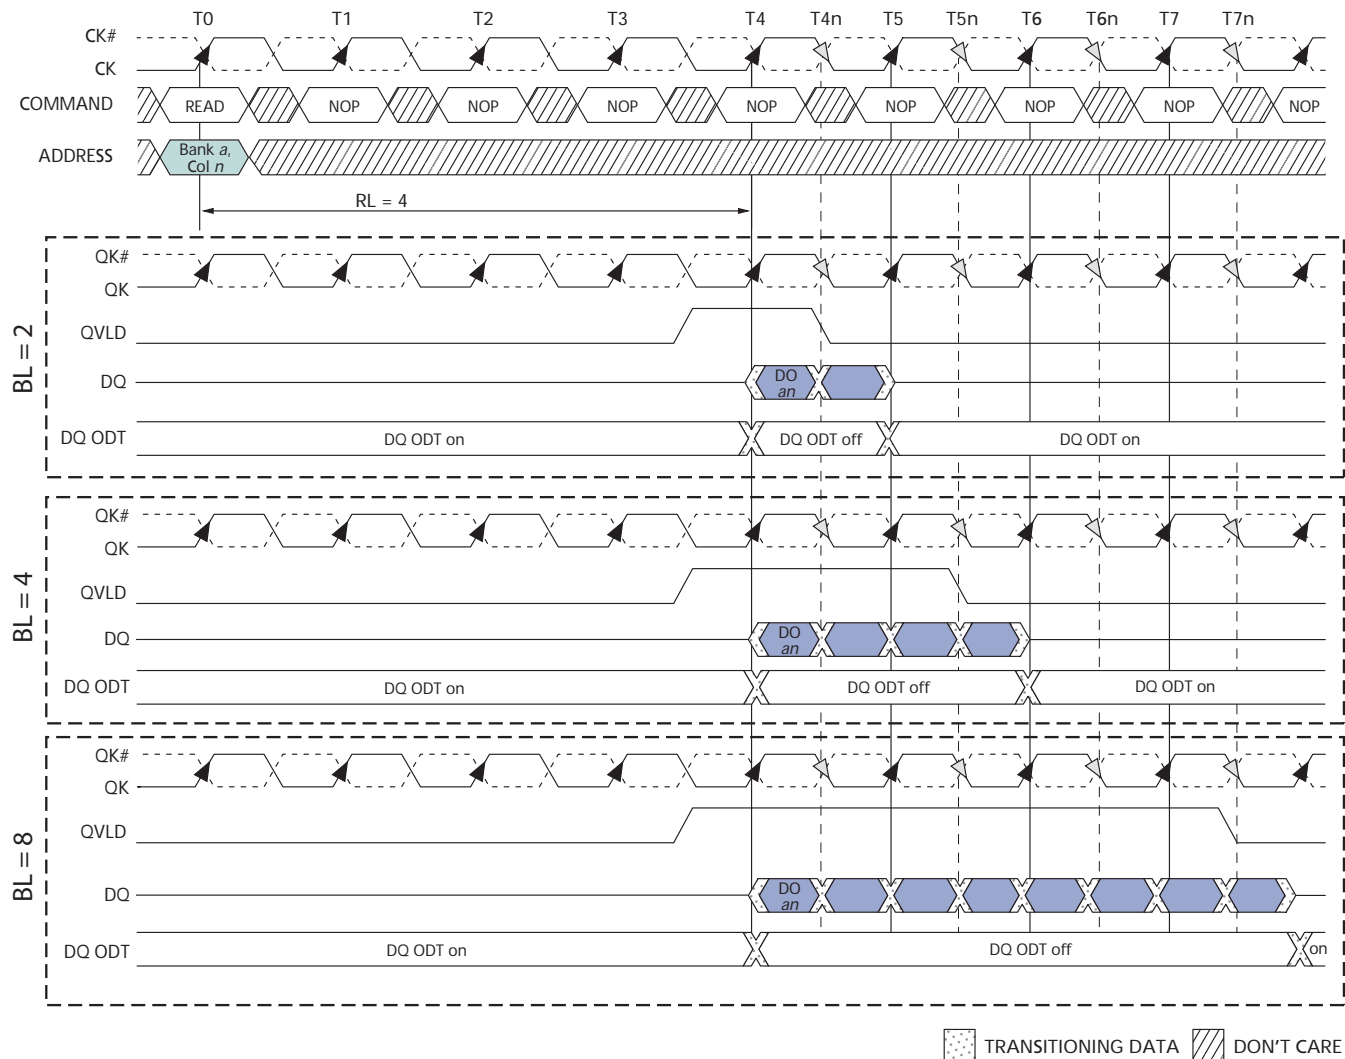 T0 T1 T2 T3 T4 T4n T5 T5n T6 T6n T7 T7n
CK#
CK
COMMAND READ NOP NOP NOP NOP NOP NOP NOP NOP
ADDRESS Bank a,
Col n
RL = 4
BL = 2
QK#
QK
QVLD
DQ DO
an
DQ ODT DQ ODT on DQ ODT off DQ ODT on
BL = 4
QK#
QK
QVLD
DQ DO
an
DQ ODT DQ ODT on DQ ODT off DQ ODT on
BL = 8
QK#
QK
QVLD
DQ DO
an
DQ ODT DQ ODT on DQ ODT off on
TRANSITIONING DATA DON'T CARE